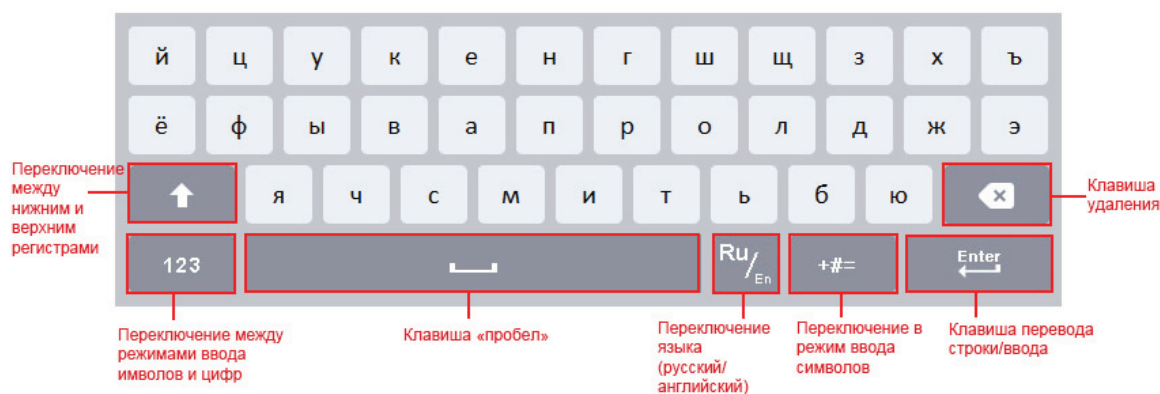 й ц у к е н г ш щ з х ъ
ё ф ы в а п р о л д ж э
Переключение
между
нижним и
верхним
регистрами
я ч с м и т ь б ю
Клавиша
удаления
123
Ru/En
+#=
Enter
Переключение между
режимами ввода
имволов и цифр
Клавиша «пробел»
Переключение
языка
(русский/
английский)
Переключение в
режим ввода
символов
Клавиша перевода
строки/ввода